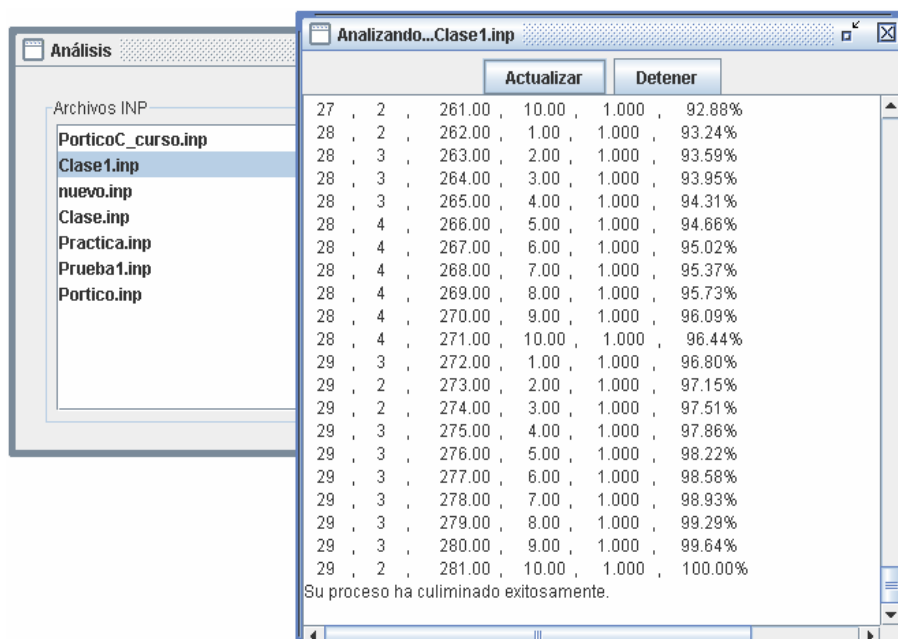 Análisis
Archivos INP
PorticoC_curso.inp
Clase1.inp
nuevo.inp
Clase.inp
Practica.inp
Prueba1.inp
Portico.inp
Analizando...Clase1.inp
Actualizar Detener
27 , 2 , 261.00 , 10.00 , 1.000 , 92.88%
28 , 2 , 262.00 , 1.00 , 1.000 , 93.24%
28 , 3 , 263.00 , 2.00 , 1.000 , 93.59%
28 , 3 , 264.00 , 3.00 , 1.000 , 93.95%
28 , 3 , 265.00 , 4.00 , 1.000 , 94.31%
28 , 4 , 266.00 , 5.00 , 1.000 , 94.66%
28 , 4 , 267.00 , 6.00 , 1.000 , 95.02%
28 , 4 , 268.00 , 7.00 , 1.000 , 95.37%
28 , 4 , 269.00 , 8.00 , 1.000 , 95.73%
28 , 4 , 270.00 , 9.00 , 1.000 , 96.09%
28 , 4 , 271.00 , 10.00 , 1.000 , 96.44%
29 , 3 , 272.00 , 1.00 , 1.000 , 96.80%
29 , 2 , 273.00 , 2.00 , 1.000 , 97.15%
29 , 2 , 274.00 , 3.00 , 1.000 , 97.51%
29 , 3 , 275.00 , 4.00 , 1.000 , 97.86%
29 , 3 , 276.00 , 5.00 , 1.000 , 98.22%
29 , 3 , 277.00 , 6.00 , 1.000 , 98.58%
29 , 3 , 278.00 , 7.00 , 1.000 , 98.93%
29 , 3 , 279.00 , 8.00 , 1.000 , 99.29%
29 , 3 , 280.00 , 9.00 , 1.000 , 99.64%
29 , 2 , 281.00 , 10.00 , 1.000 , 100.00%
Su proceso ha culiminado exitosamente.